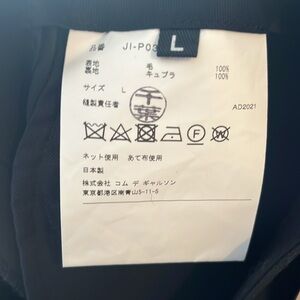 品番 JI-P03
L
表地 毛 100%
裏地 キュプラ 100%
サイズ L
縫製責任者 千葉
AD2021
F W
ネット使用 あて布使用
日本製
株式会社 コム デ ギャルソン
東京都港区南青山5-11-5